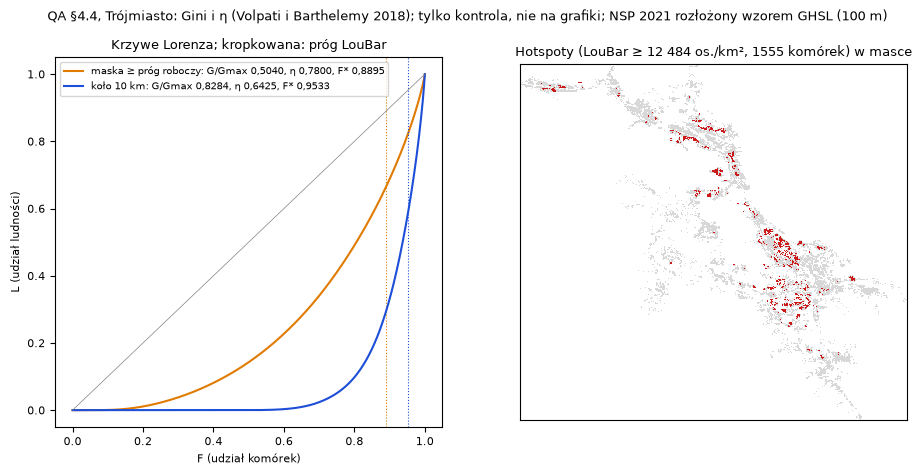 QA §4.4, Trójmiasto: Gini i η (Volpati i Barthelemy 2018); tylko kontrola, nie na grafiki; NSP 2021 rozłożony wzorem GHSL (100 m)
Krzywe Lorenza; kropkowana: próg LouBar
maska ≥ próg roboczy: G/Gmax 0,5040, η 0,7800, F* 0,8895
koło 10 km: G/Gmax 0,8284, η 0,6425, F* 0,9533
1.0
0.8
0.6
0.4
0.2
0.0
L (udział ludności)
0.0 0.2 0.4 0.6 0.8 1.0
F (udział komórek)
Hotspoty (LouBar ≥ 12 484 os./km², 1555 komórek) w masce